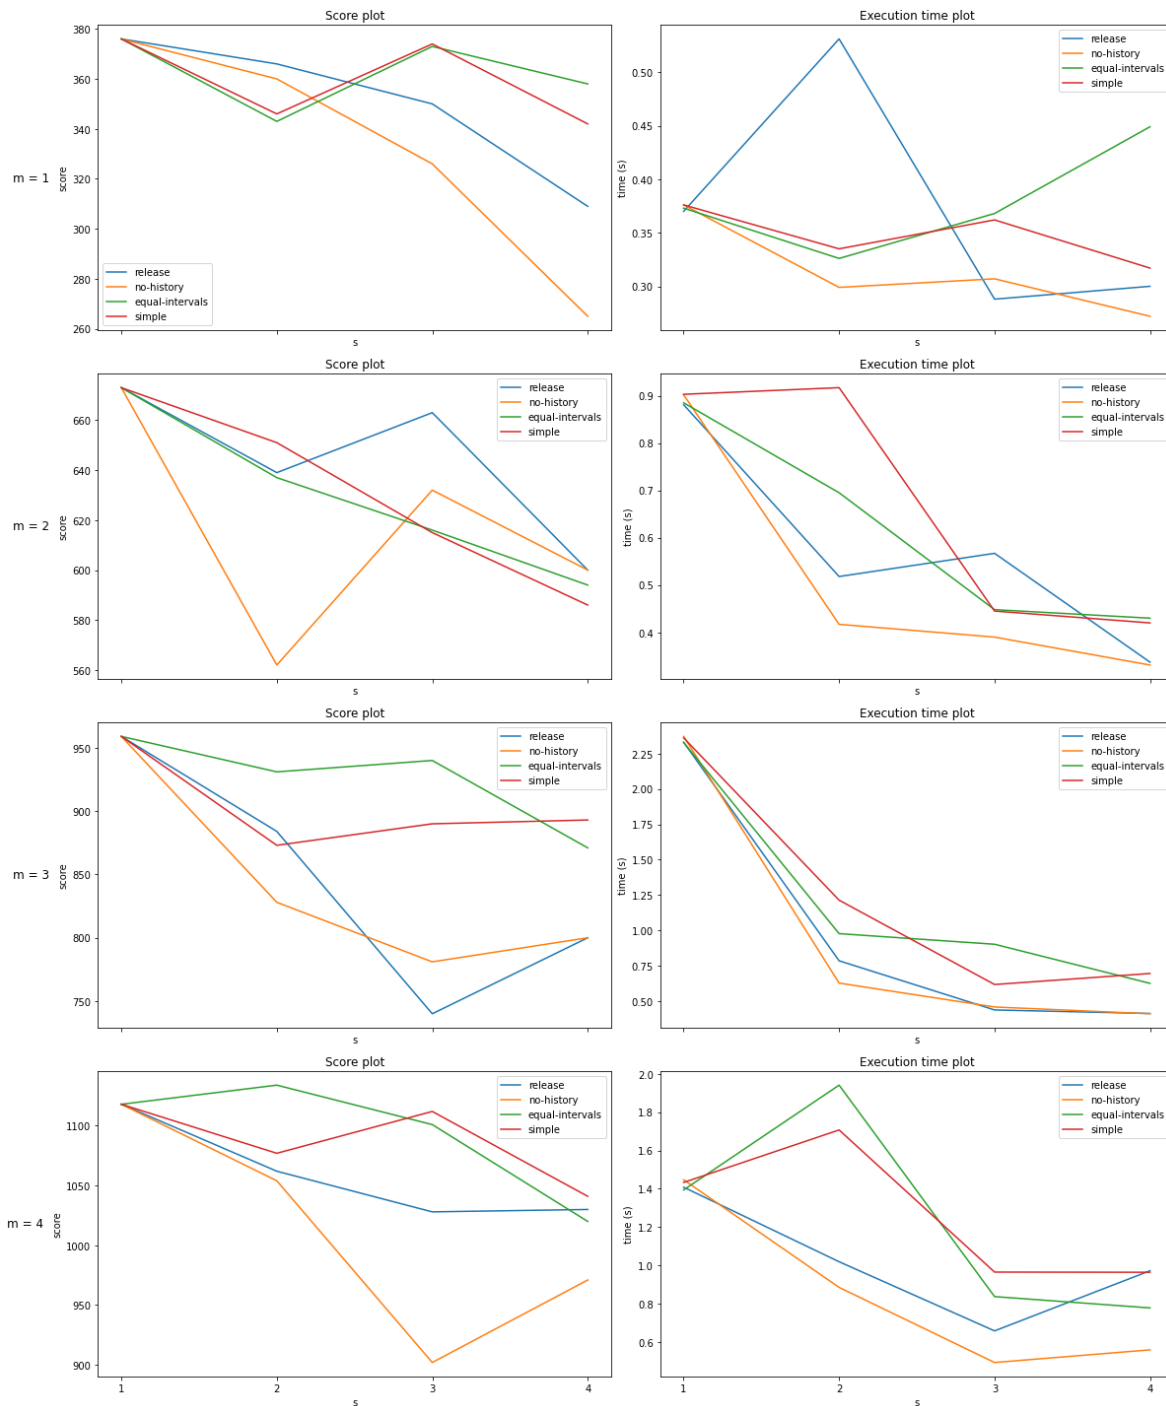 Score plot
380
360
340
320
300
280
260
score
m = 1
release
no-history
equal-intervals
simple
s
Execution time plot
0.50
0.45
0.40
0.35
0.30
time (s)
release
no-history
equal-intervals
simple
s
Score plot
660
640
620
600
580
560
score
m = 2
release
no-history
equal-intervals
simple
s
Execution time plot
0.9
0.8
0.7
0.6
0.5
0.4
time (s)
release
no-history
equal-intervals
simple
s
Score plot
950
900
850
800
750
score
m = 3
release
no-history
equal-intervals
simple
s
Execution time plot
2.25
2.00
1.75
1.50
1.25
1.00
0.75
0.50
time (s)
release
no-history
equal-intervals
simple
s
Score plot
1100
1050
1000
950
900
score
m = 4
release
no-history
equal-intervals
simple
1 2 3 4
s
Execution time plot
2.0
1.8
1.6
1.4
1.2
1.0
0.8
0.6
time (s)
release
no-history
equal-intervals
simple
1 2 3 4
s